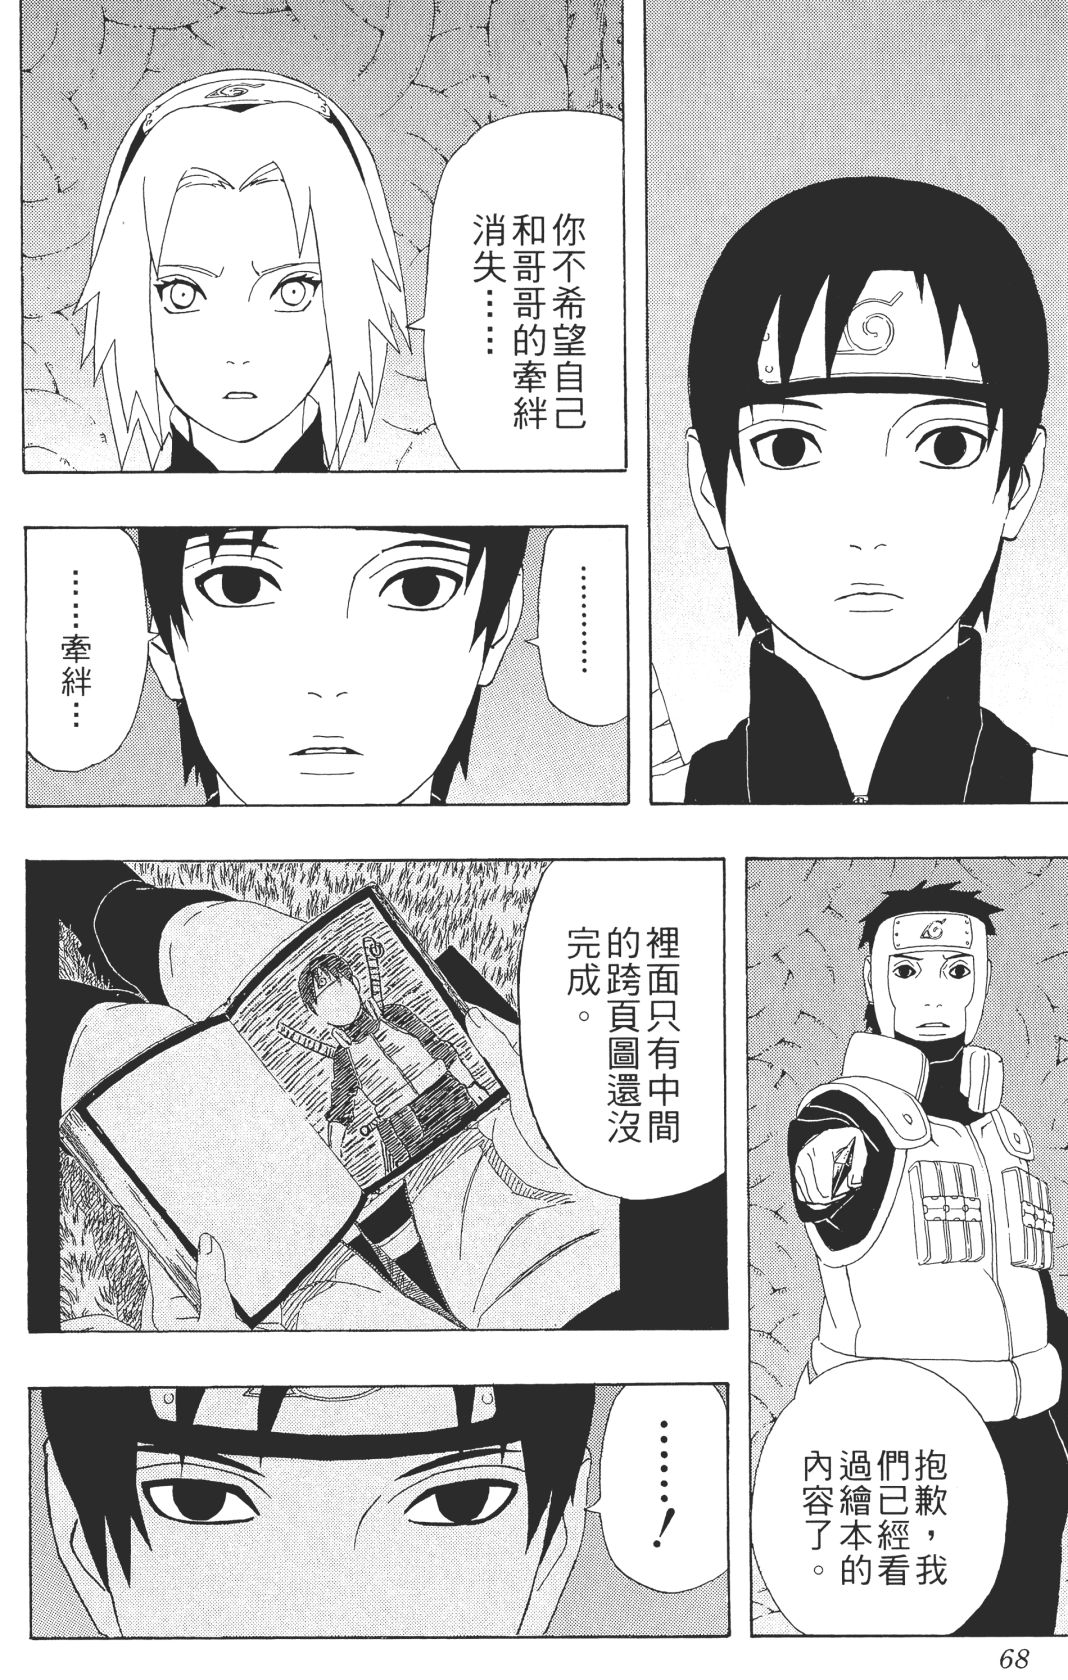 你不希望自己
和哥哥的牽絆
消失……
………
……牽絆…
抱歉，我
們已經看
過繪本的
內容了。
裡面只有中間
的跨頁圖還沒
完成。
……！
68